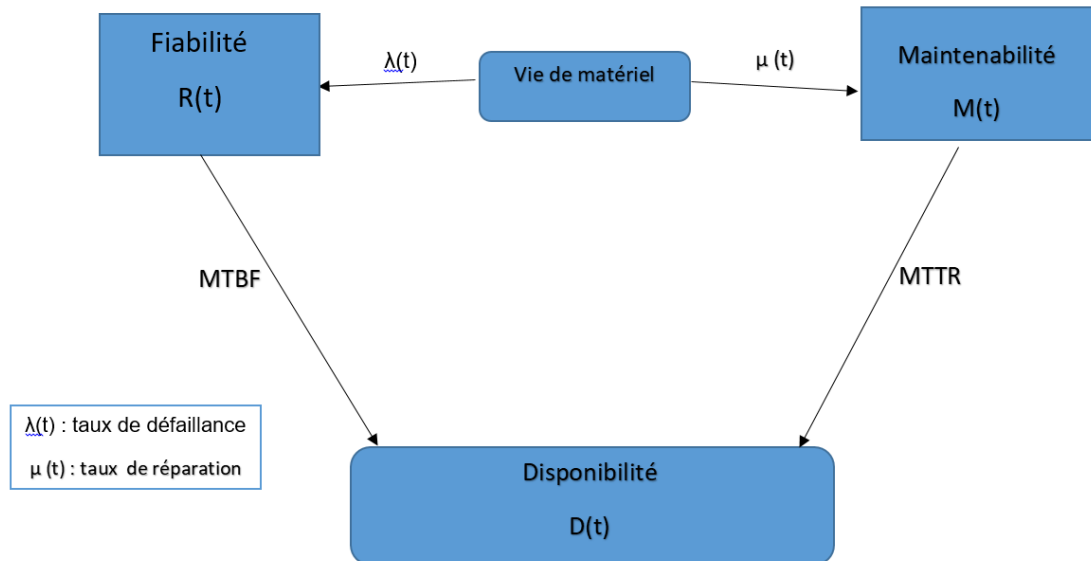 Fiabilité
R(t)
λ(t)
Vie de matériel
µ (t)
Maintenabilité
M(t)
MTBF
MTTR
λ(t) : taux de défaillance
µ (t) : taux de réparation
Disponibilité
D(t)